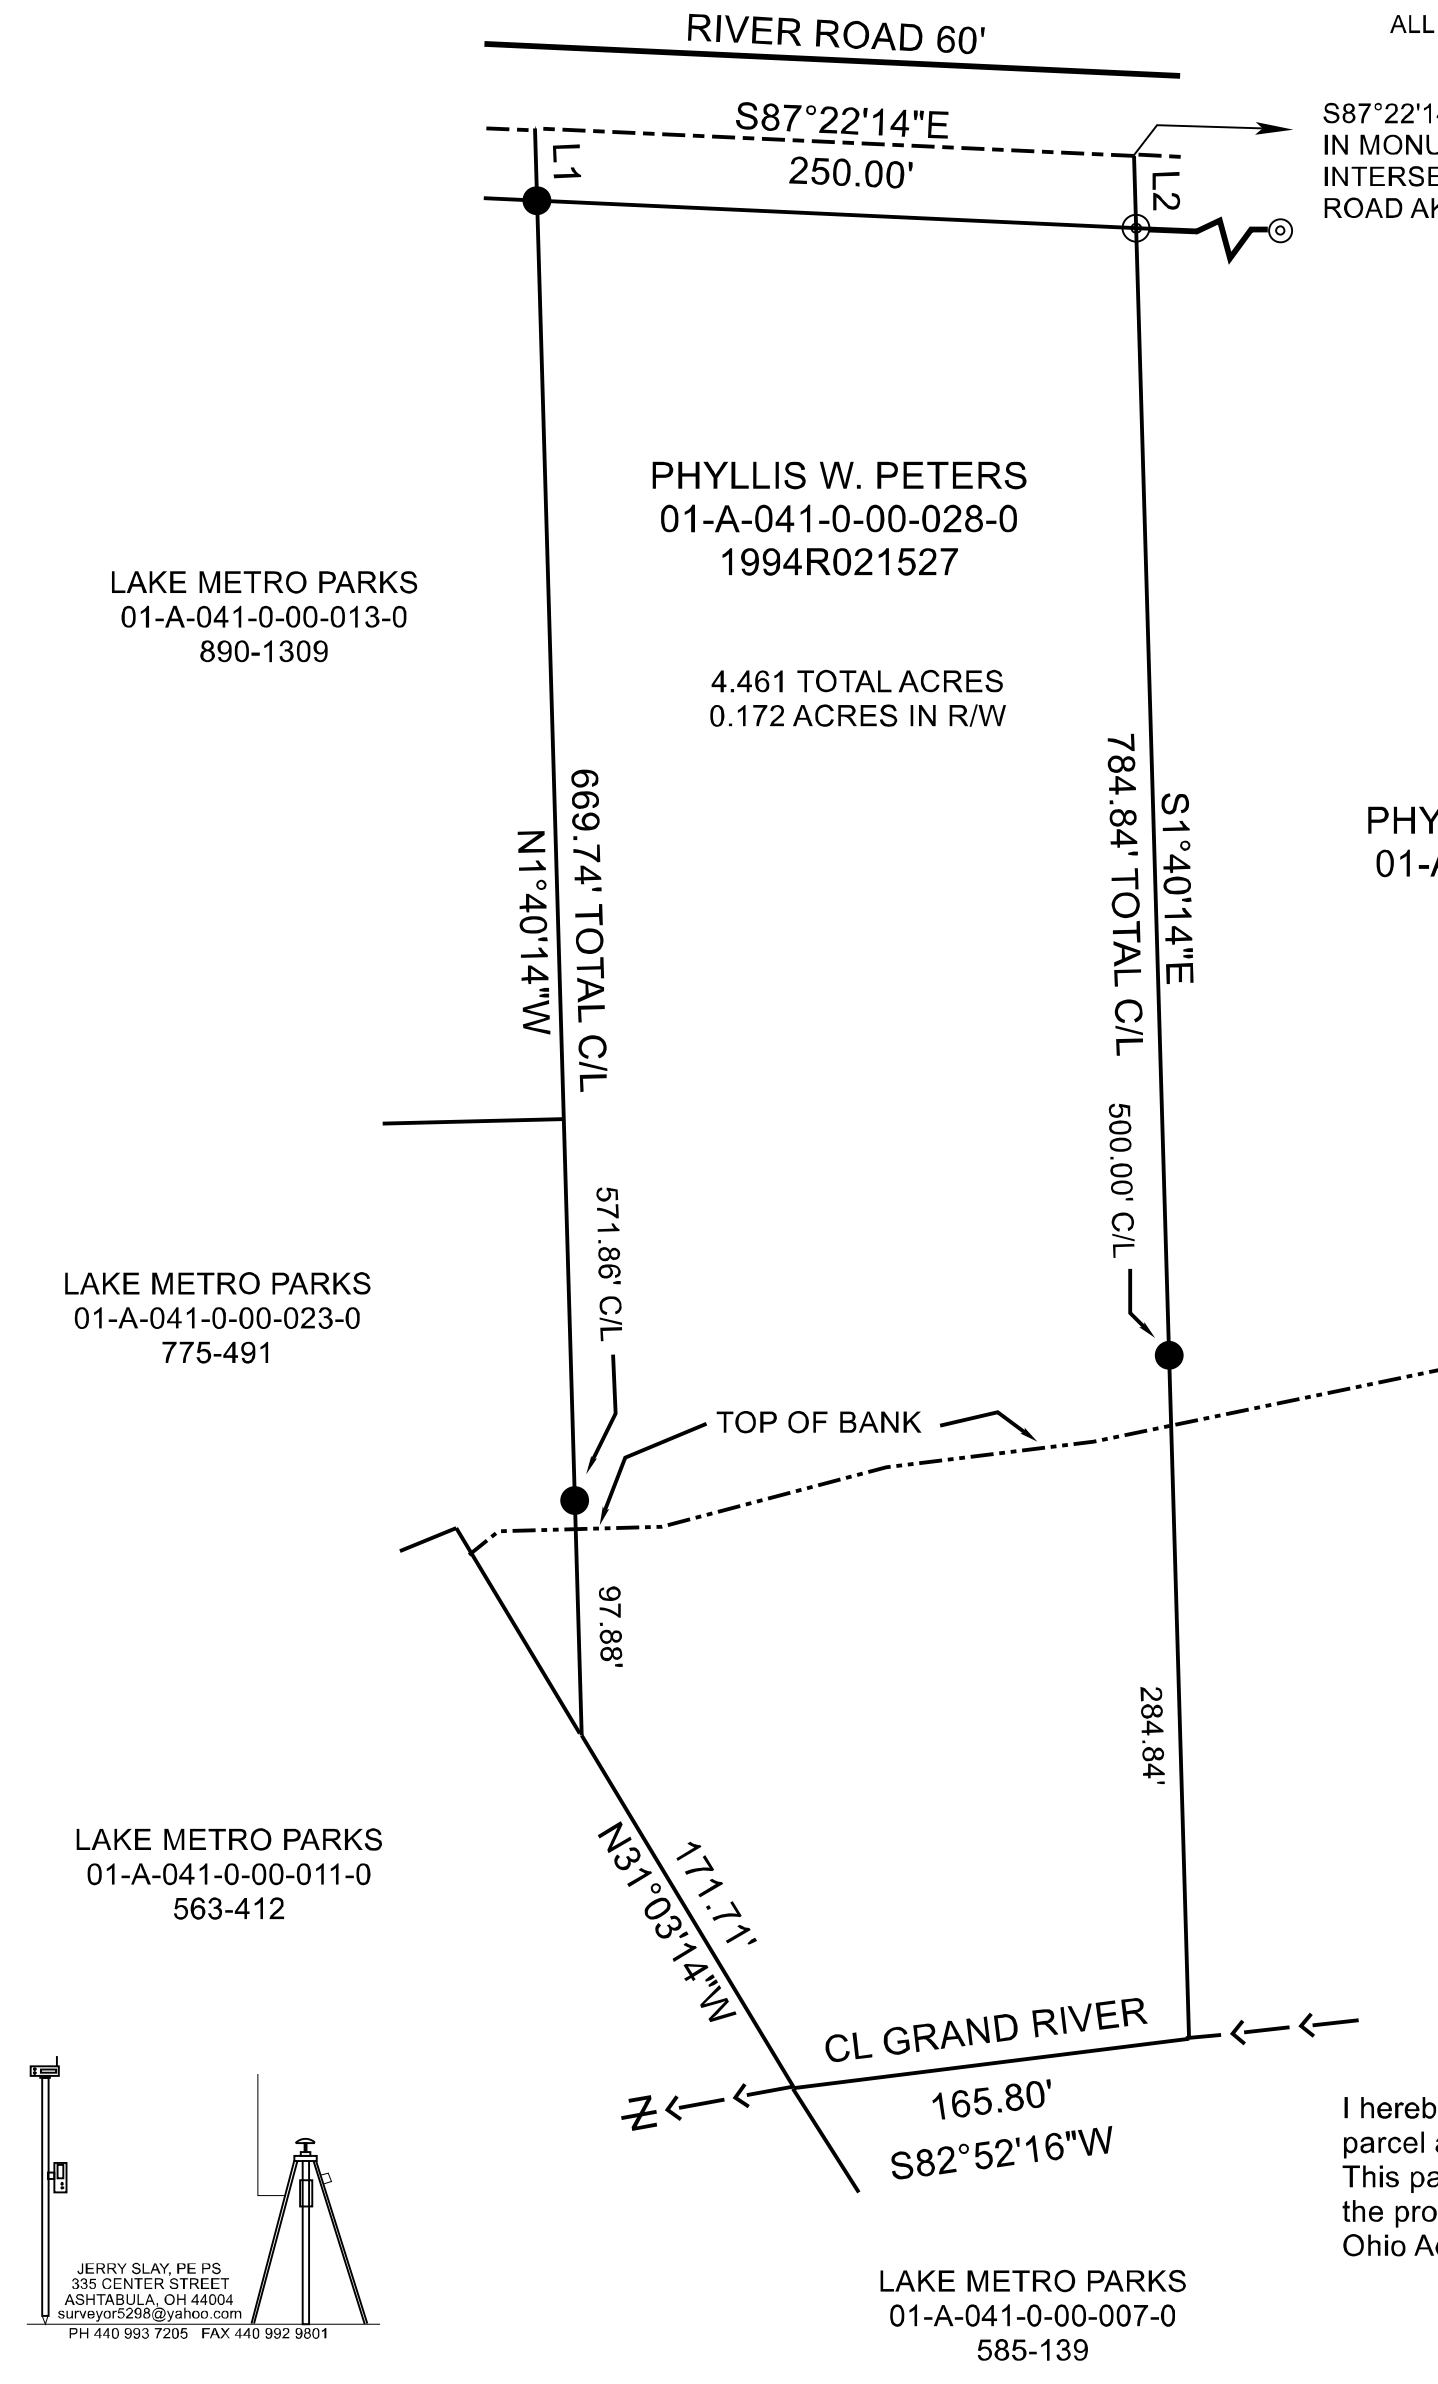 RIVER ROAD 60'
ALL
S87°22'14"E
250.00'
L1
L2
S87°22'14
IN MONU
INTERSE
ROAD AK
PHYLLIS W. PETERS
01-A-041-0-00-028-0
1994R021527
4.461 TOTAL ACRES
0.172 ACRES IN R/W
LAKE METRO PARKS
01-A-041-0-00-013-0
890-1309
669.74' TOTAL C/L
N1°40'14"W
784.84' TOTAL C/L
S1°40'14"E
PHY
01-A
571.86' C/L
500.00' C/L
LAKE METRO PARKS
01-A-041-0-00-023-0
775-491
TOP OF BANK
97.88'
284.84'
LAKE METRO PARKS
01-A-041-0-00-011-0
563-412
171.71'
N31°03'14"W
CL GRAND RIVER
165.80'
S82°52'16"W
I hereb
parcel a
This pa
the pro
Ohio A
LAKE METRO PARKS
01-A-041-0-00-007-0
585-139
JERRY SLAY, PE PS
335 CENTER STREET
ASHTABULA, OH 44004
surveyor5298@yahoo.com
PH 440 993 7205 FAX 440 992 9801